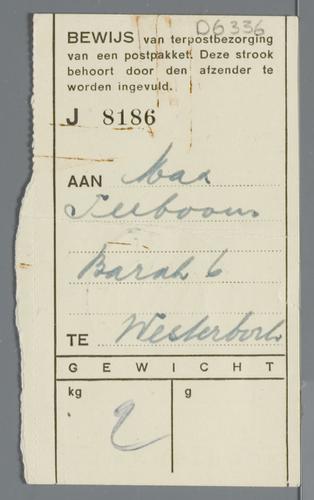 D6336
BEWIJS van terpostbezorging
van een postpakket. Deze strook
behoort door den afzender te
worden ingevuld.
J 8186
AAN Max
Teeboom
Barak 6
TE Westerbork
GEWICHT
kg g
2